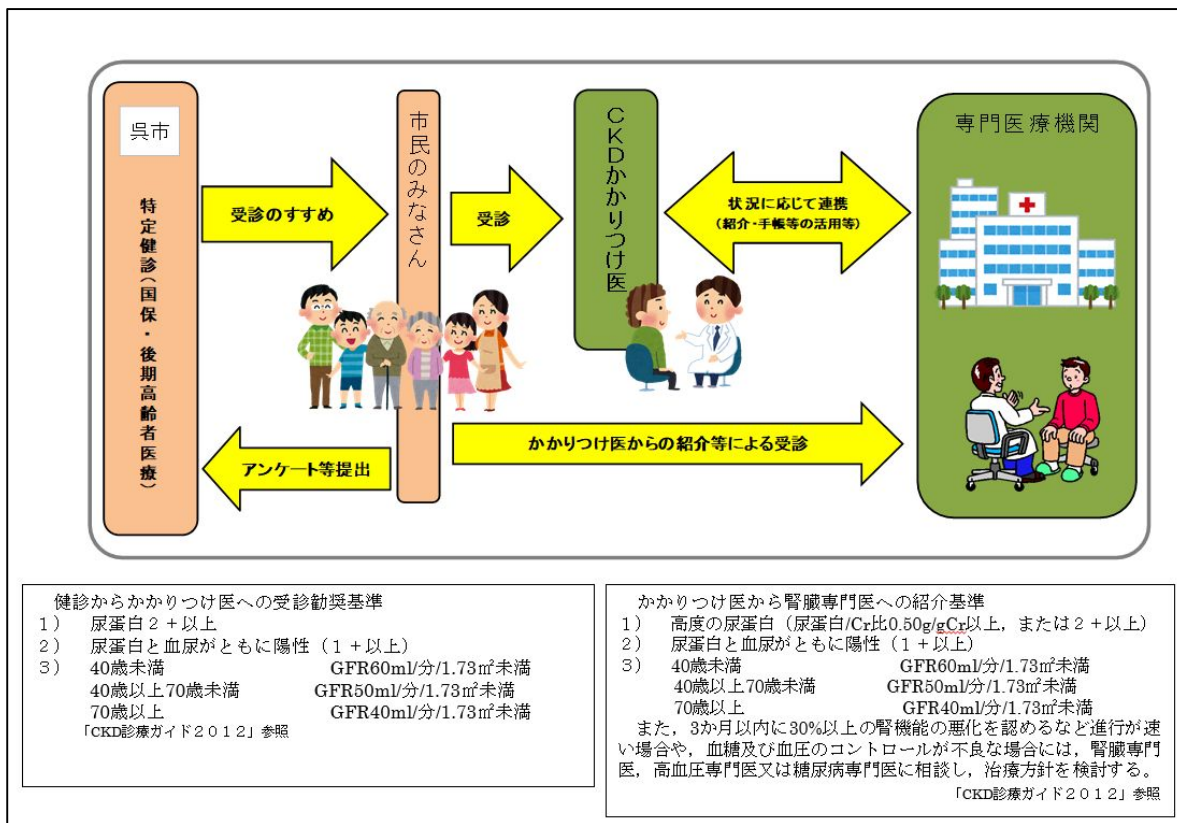 呉市
特定健診(国保・後期高齢者医療)
受診のすすめ
市民のみなさん
受診
CKDかかりつけ医
状況に応じて連携
(紹介・手帳等の活用等)
専門医療機関
アンケート等提出
かかりつけ医からの紹介等による受診
健診からかかりつけ医への受診勧奨基準
1) 尿蛋白2+以上
2) 尿蛋白と血尿がともに陽性(1+以上)
3) 40歳未満 GFR60ml/分/1.73㎡未満
40歳以上70歳未満 GFR50ml/分/1.73㎡未満
70歳以上 GFR40ml/分/1.73㎡未満
「CKD診療ガイド2012」参照
かかりつけ医から腎臓専門医への紹介基準
1) 高度の尿蛋白(尿蛋白/Cr比0.50g/gCr以上,または2+以上)
2) 尿蛋白と血尿がともに陽性(1+以上)
3) 40歳未満 GFR60ml/分/1.73㎡未満
40歳以上70歳未満 GFR50ml/分/1.73㎡未満
70歳以上 GFR40ml/分/1.73㎡未満
また,3か月以内に30%以上の腎機能の悪化を認めるなど進行が速
い場合や,血糖及び血圧のコントロールが不良な場合には,腎臓専門
医,高血圧専門医又は糖尿病専門医に相談し,治療方針を検討する。
「CKD診療ガイド2012」参照